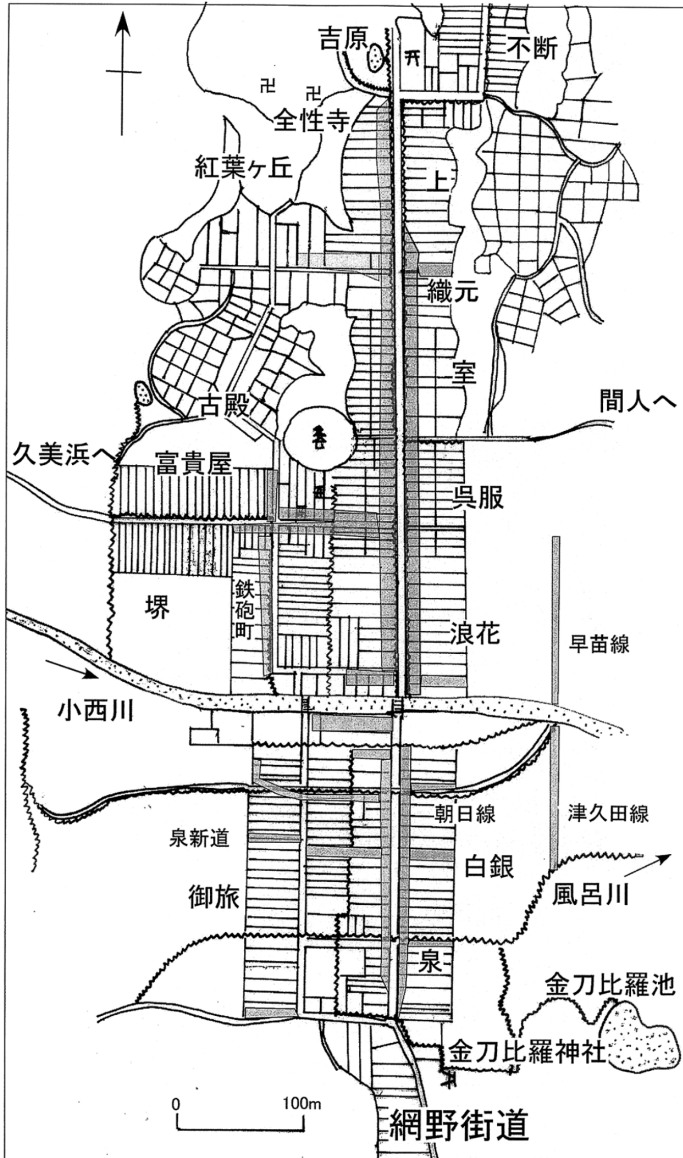 吉原
不断
全性寺
上
紅葉ヶ丘
織元
室
古殿
間人へ
久美浜へ
富貴屋
呉服
堺
鉄砲町
浪花
早苗線
小西川
朝日線
津久田線
泉新道
白銀
御旅
風呂川
泉
金刀比羅池
金刀比羅神社
0 100m
網野街道